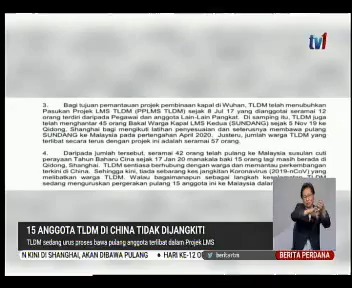 tv1
3. Bagi tujuan pemantauan projek pembinaan kapal di Wuhan, TLDM telah menubuhkan
Pasukan Projek LMS TLDM (PPLMS TLDM) sejak 8 Jul 17 yang dianggotai seramai 12
orang terdiri daripada Pegawai dan anggota Lain-Lain Pangkat. Di samping itu, TLDM juga
telah menghantar 45 orang Bakal Warga Kapal LMS Kedua (SUNDANG) sejak 5 Nov 19 ke
Qidong, Shanghai bagi mengikuti latihan penyesuaian dan seterusnya membawa pulang
SUNDANG ke Malaysia pada pertengahan April 2020. Justeru, jumlah warga TLDM yang
terlibat secara terus dengan projek ini adalah seramai 57 orang.
4. Daripada jumlah tersebut, seramai 42 orang telah pulang ke Malaysia susulan cuti
perayaan Tahun Baharu Cina sejak 17 Jan 20 manakala baki 15 orang lagi masih berada di
Qidong, Shanghai. TLDM sentiasa berhubung dengan warga dan memantau perkembangan
terkini di China. Sehingga kini, tiada sebarang kes jangkitan Koronavirus (2019-nCoV) yang
melibatkan warga TLDM. Walau bagaimanapun sebagai langkah
TLDM sedang menguruskan pergerakan pulang 15 anggota ini ke Malaysia dalam
15 ANGGOTA TLDM DI CHINA TIDAK DIJANGKITI
TLDM sedang urus proses bawa pulang anggota terlibat dalam Projek LMS
N KINI DI SHANGHAI, AKAN DIBAWA PULANG HARI KE-12 beritartm BERITA PERDANA